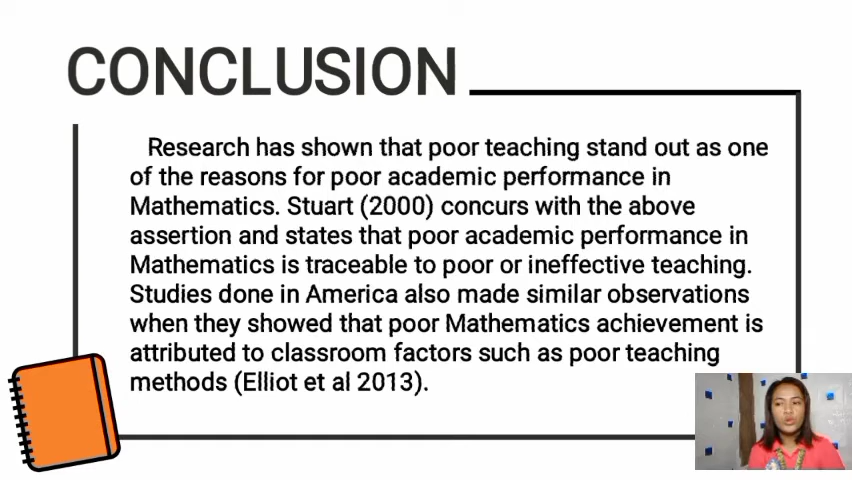 CONCLUSION
Research has shown that poor teaching stand out as one
of the reasons for poor academic performance in
Mathematics. Stuart (2000) concurs with the above
assertion and states that poor academic performance in
Mathematics is traceable to poor or ineffective teaching.
Studies done in America also made similar observations
when they showed that poor Mathematics achievement is
attributed to classroom factors such as poor teaching
methods (Elliot et al 2013).